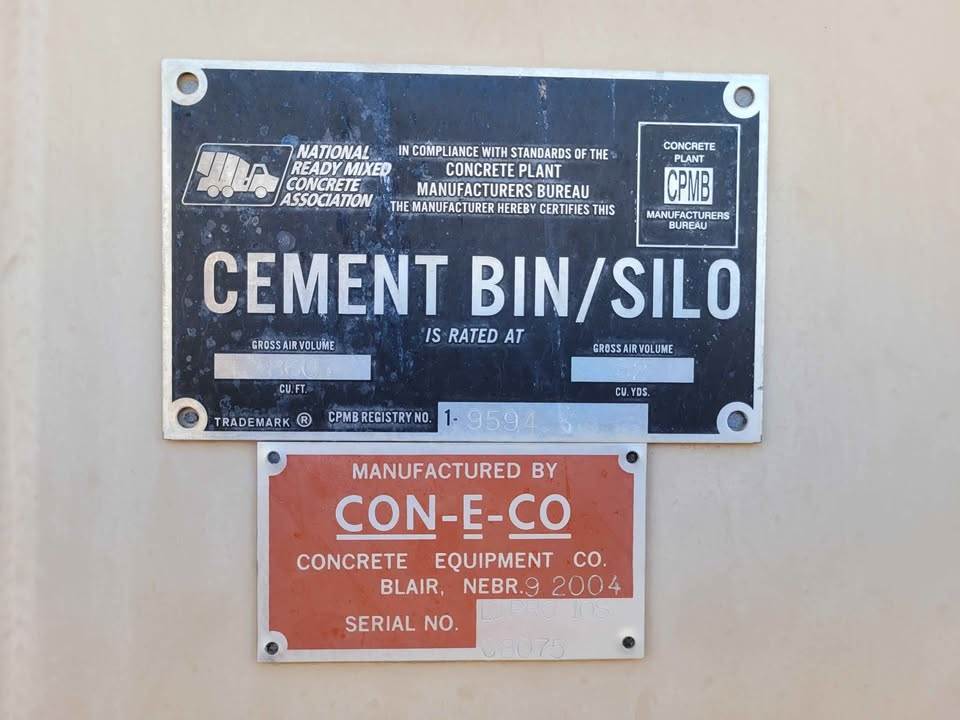 NATIONAL
READY MIXED
CONCRETE
ASSOCIATION
IN COMPLIANCE WITH STANDARDS OF THE
CONCRETE PLANT
MANUFACTURERS BUREAU
THE MANUFACTURER HEREBY CERTIFIES THIS
CONCRETE
PLANT
CPMB
MANUFACTURERS
BUREAU
CEMENT BIN/SILO
IS RATED AT
GROSS AIR VOLUME
CU. FT.
GROSS AIR VOLUME
CU. YDS.
TRADEMARK ® CPMB REGISTRY NO. 1-9594
MANUFACTURED BY
CON-E-CO
CONCRETE EQUIPMENT CO.
BLAIR, NEBR. 9 2004
SERIAL NO.